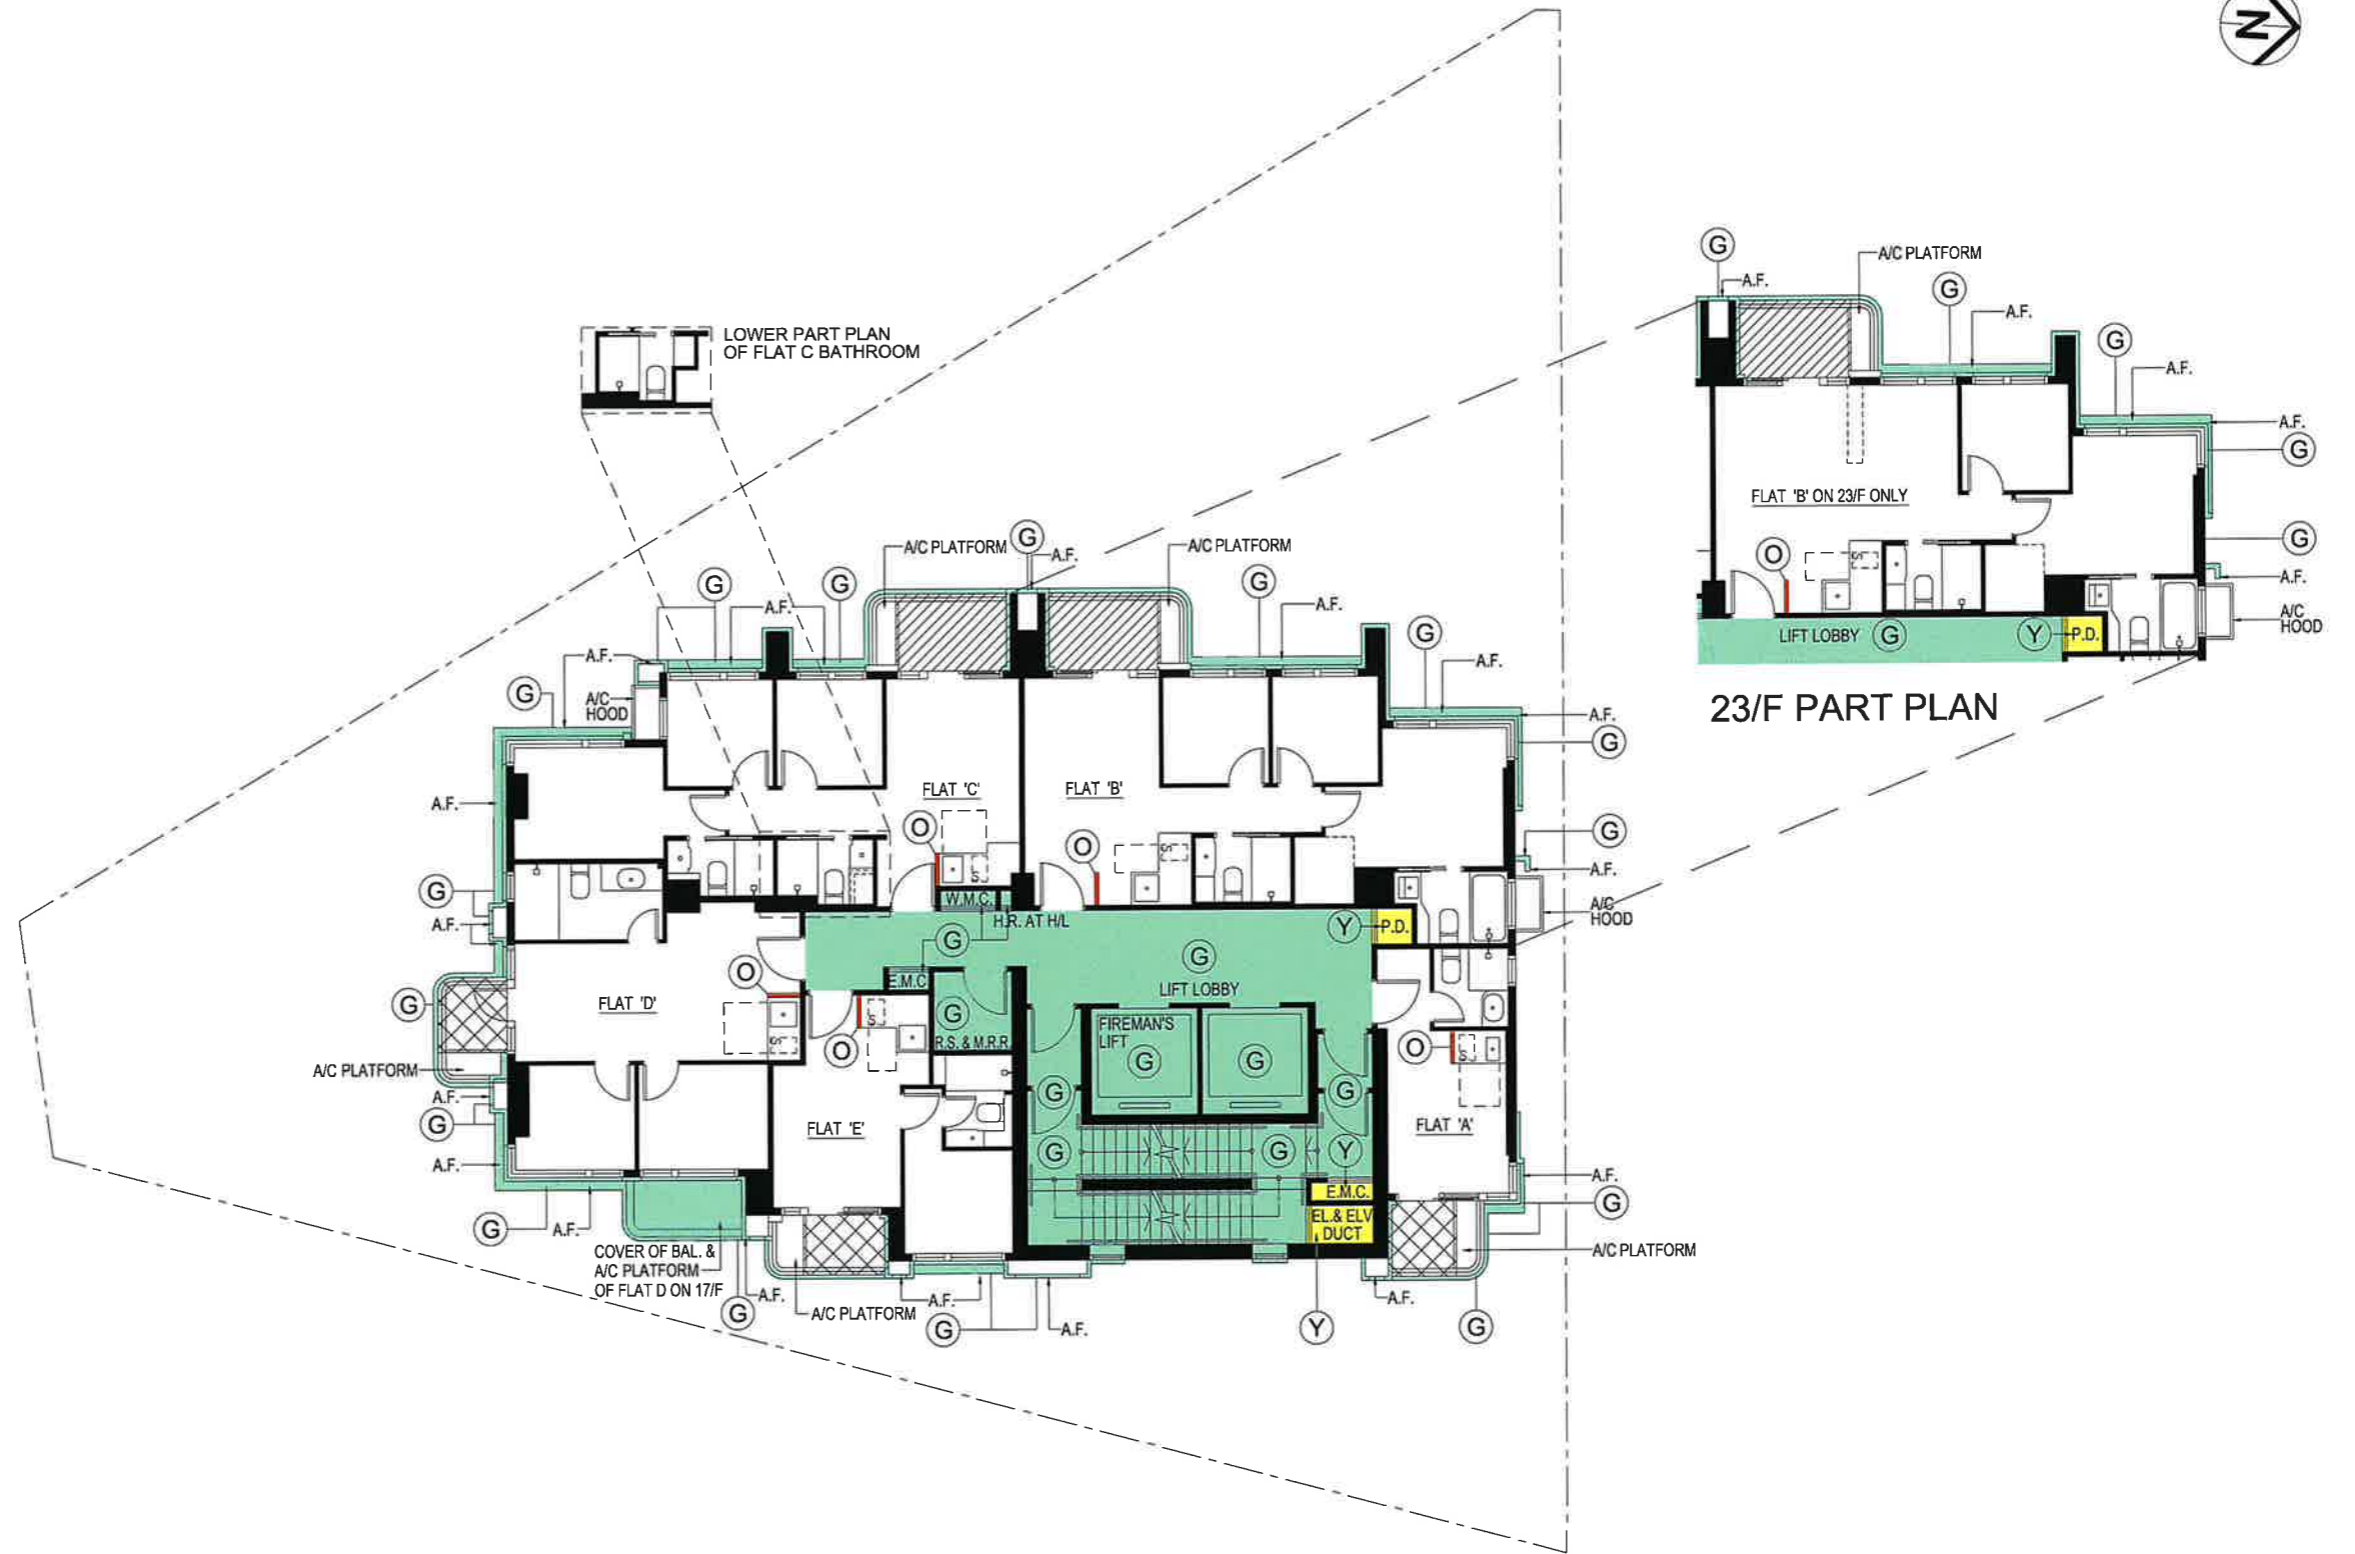 N
G
A/C PLATFORM
A.F.
G
A.F.
G
A.F.
A.F.
G
FLAT 'B' ON 23/F ONLY
O
S
G
A.F.
A/C
HOOD
LIFT LOBBY
G
Y
P.D.
23/F PART PLAN
LOWER PART PLAN
OF FLAT C BATHROOM
A/C PLATFORM
G
A.F.
A/C PLATFORM
G
G
A.F.
G
A.F.
G
A.F.
A.F.
G
A/C
HOOD
A.F.
G
A.F.
FLAT 'C'
FLAT 'B'
O
O
S
S
G
A.F.
G
A.F.
W.M.C.
H.R. AT H/L
A/C
HOOD
Y
P.D.
G
G
LIFT LOBBY
E.M.C
O
G
FLAT 'D'
G
FIREMAN'S
LIFT
R.S. & M.R.R.
S
S
O
G
G
O
S
A/C PLATFORM
A.F.
G
G
G
FLAT 'E'
FLAT 'A'
G
G
Y
A.F.
A.F.
E.M.C.
G
EL.& ELV
DUCT
G
A.F.
COVER OF BAL. &
A/C PLATFORM
OF FLAT D ON 17/F
A/C PLATFORM
A.F.
G
A/C PLATFORM
A.F.
G
A.F.
Y
A.F.
G